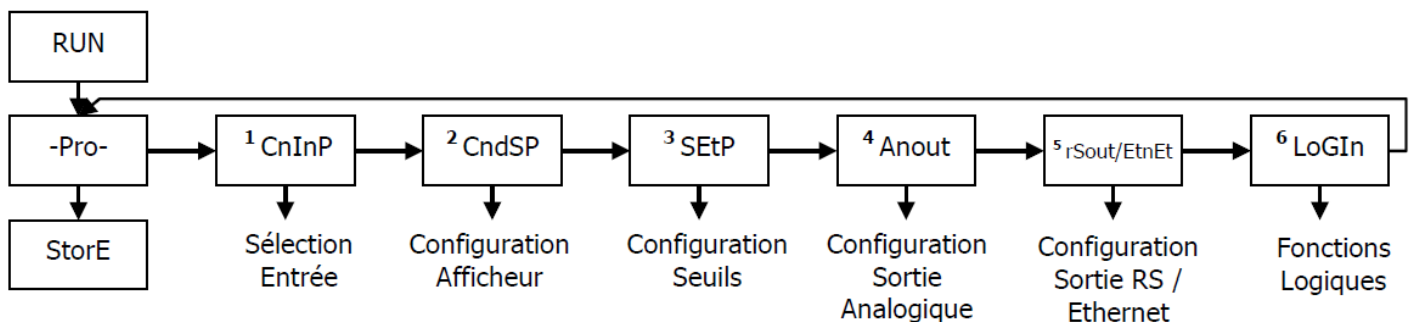 RUN
-Pro-
1 CnInP
2 CndSP
3 SEtP
4 Anout
5 rSout/EtnEt
6 LoGIn
StorE
Sélection
Entrée
Configuration
Afficheur
Configuration
Seuils
Configuration
Sortie
Analogique
Configuration
Sortie RS /
Ethernet
Fonctions
Logiques